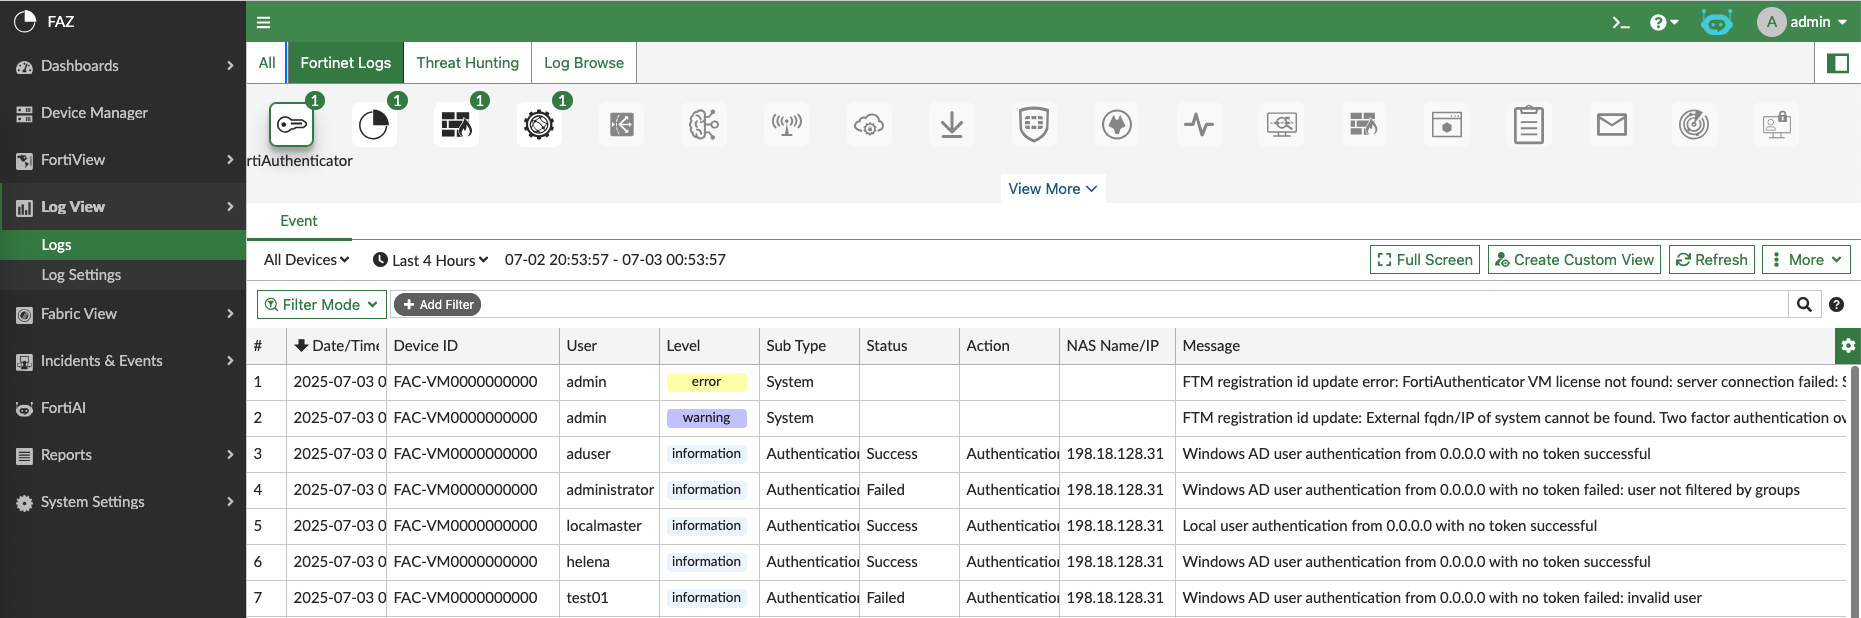 FAZ
A admin
Dashboards
Device Manager
FortiView
Log View
Logs
Log Settings
Fabric View
Incidents & Events
FortiAI
Reports
System Settings
All Fortinet Logs Threat Hunting Log Browse
1 1 1 1
rtiAuthenticator
View More
Event
All Devices Last 4 Hours 07-02 20:53:57 - 07-03 00:53:57 Full Screen Create Custom View Refresh More
Filter Mode + Add Filter
# Date/Time Device ID User Level Sub Type Status Action NAS Name/IP Message
1 2025-07-03 0 FAC-VM0000000000 admin error System FTM registration id update error: FortiAuthenticator VM license not found: server connection failed: S
2 2025-07-03 0 FAC-VM0000000000 admin warning System FTM registration id update: External fqdn/IP of system cannot be found. Two factor authentication ov
3 2025-07-03 0 FAC-VM0000000000 aduser information Authentication Success Authentication 198.18.128.31 Windows AD user authentication from 0.0.0.0 with no token successful
4 2025-07-03 0 FAC-VM0000000000 administrator information Authentication Failed Authentication 198.18.128.31 Windows AD user authentication from 0.0.0.0 with no token failed: user not filtered by groups
5 2025-07-03 0 FAC-VM0000000000 localmaster information Authentication Success Authentication 198.18.128.31 Local user authentication from 0.0.0.0 with no token successful
6 2025-07-03 0 FAC-VM0000000000 helena information Authentication Success Authentication 198.18.128.31 Windows AD user authentication from 0.0.0.0 with no token successful
7 2025-07-03 0 FAC-VM0000000000 test01 information Authentication Failed Authentication 198.18.128.31 Windows AD user authentication from 0.0.0.0 with no token failed: invalid user